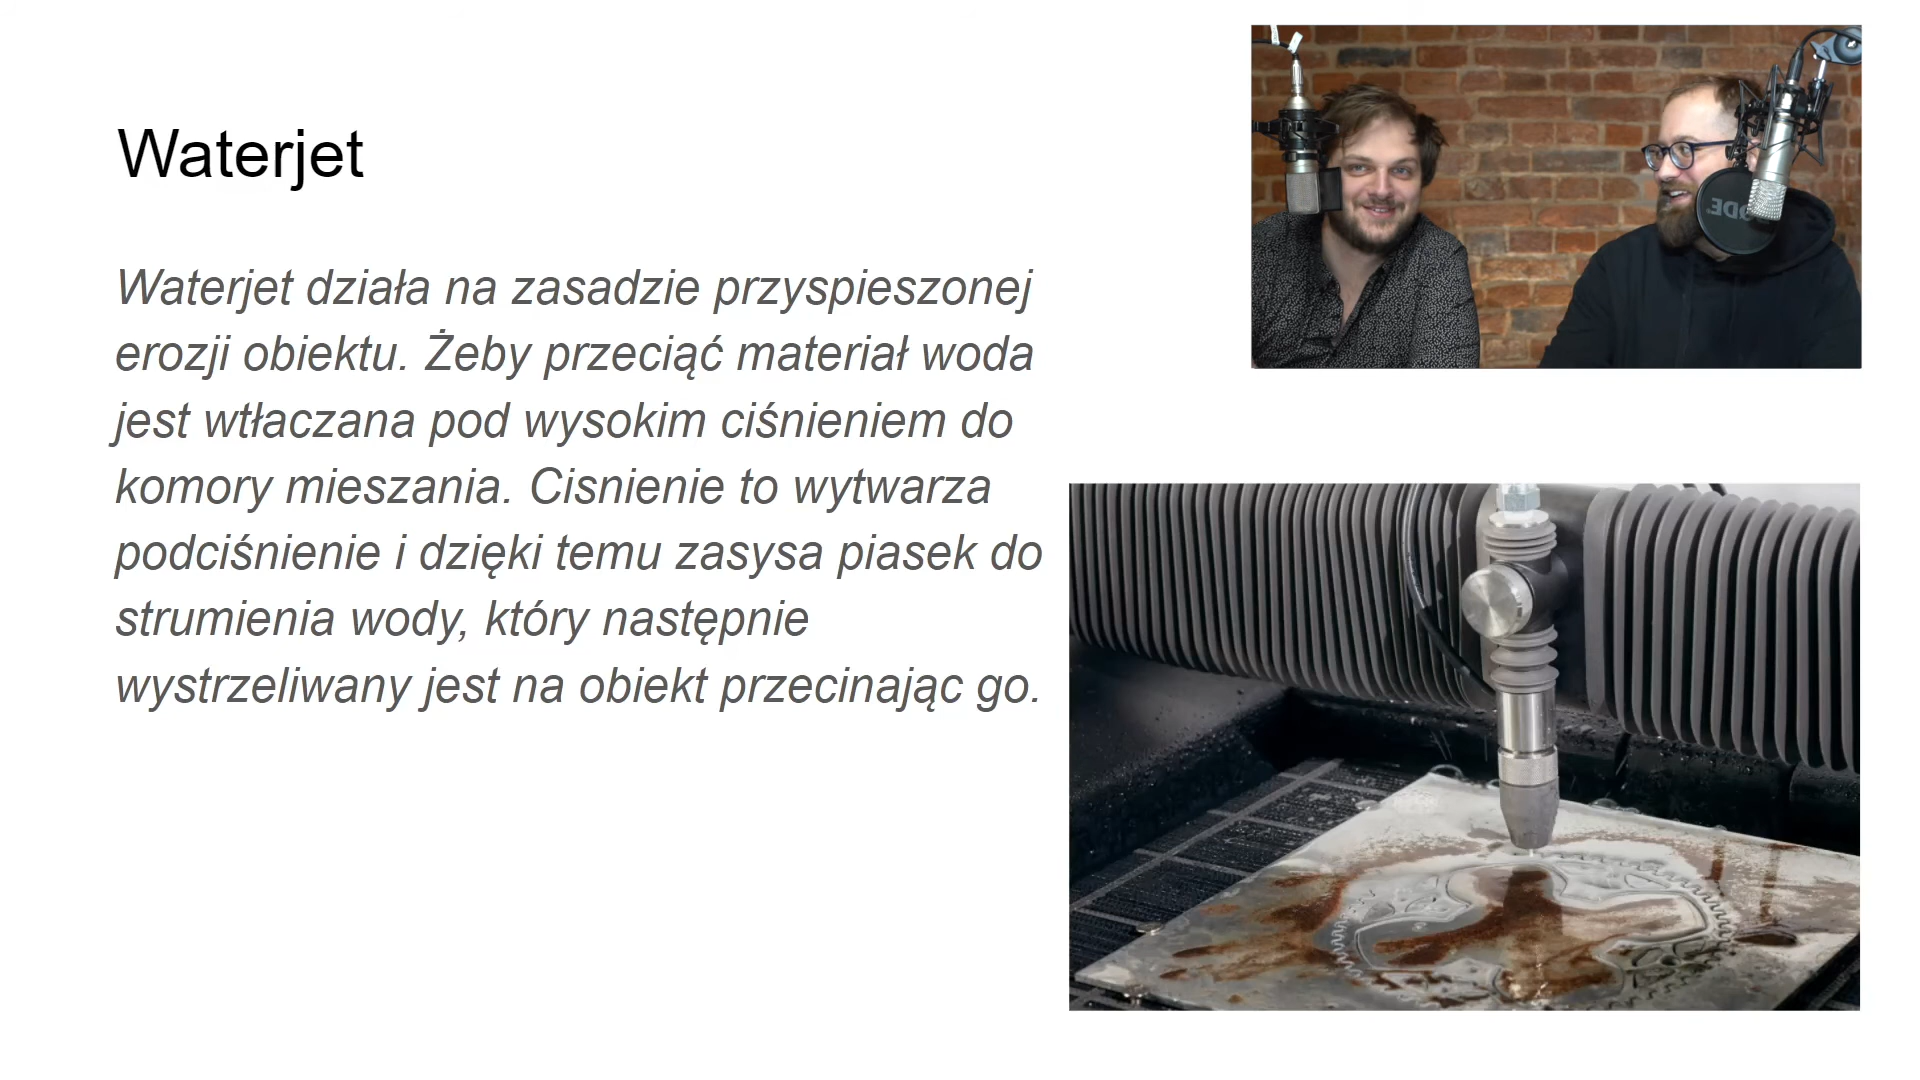 Waterjet
Waterjet działa na zasadzie przyspieszonej
erozji obiektu. Żeby przeciąć materiał woda
jest wtłaczana pod wysokim ciśnieniem do
komory mieszania. Cisnienie to wytwarza
podciśnienie i dzięki temu zasysa piasek do
strumienia wody, który następnie
wystrzeliwany jest na obiekt przecinając go.